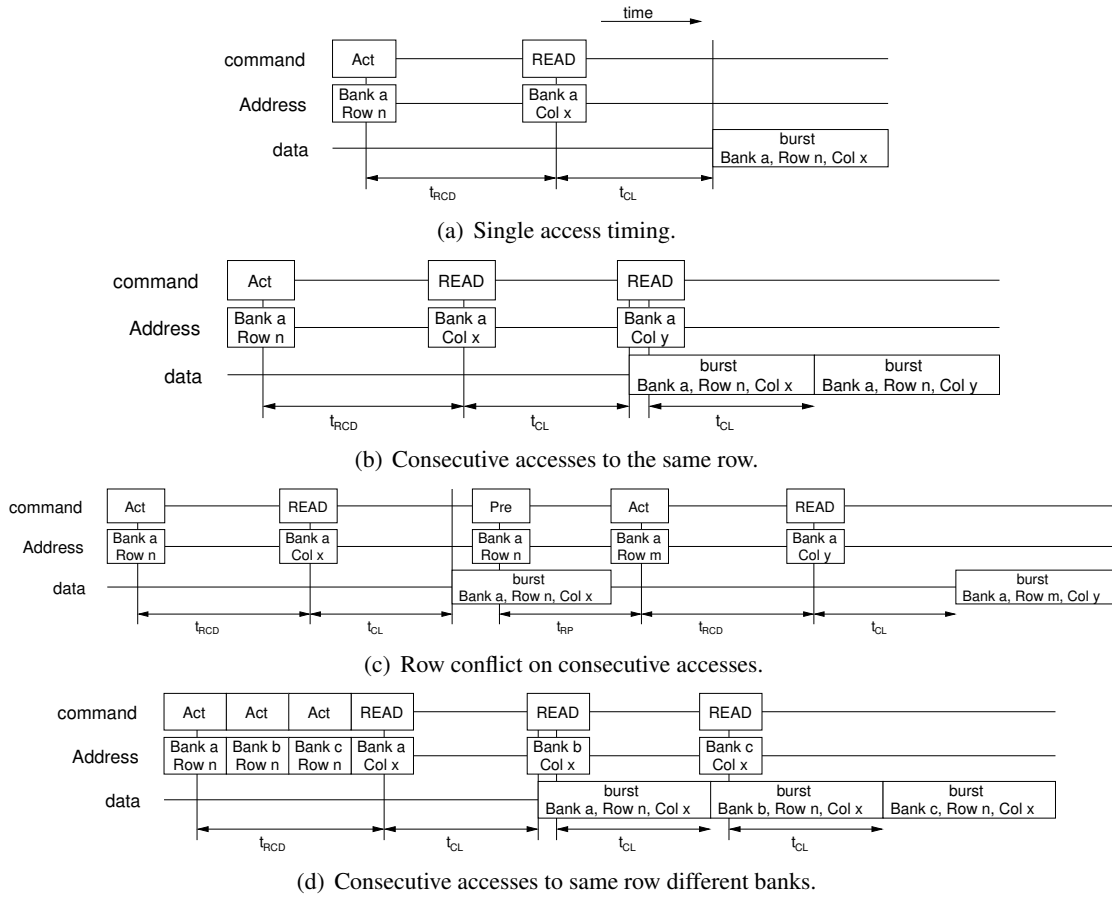 time
command Act READ
Address Bank a Bank a
Row n Col x
data burst
Bank a, Row n, Col x
tRCD tCL
(a) Single access timing.
command Act READ READ
Address Bank a Bank a Bank a
Row n Col x Col y
data burst burst
Bank a, Row n, Col x Bank a, Row n, Col y
tRCD tCL tCL
(b) Consecutive accesses to the same row.
command Act READ Pre Act READ
Address Bank a Bank a Bank a Bank a Bank a
Row n Col x Row n Row m Col y
data burst burst
Bank a, Row n, Col x Bank a, Row m, Col y
tRCD tCL tRP tRCD tCL
(c) Row conflict on consecutive accesses.
command Act Act Act READ READ READ
Address Bank a Bank b Bank c Bank a Bank b Bank c
Row n Row n Row n Col x Col x Col x
data burst burst burst
Bank a, Row n, Col x Bank b, Row n, Col x Bank c, Row n, Col x
tRCD tCL tCL tCL
(d) Consecutive accesses to same row different banks.